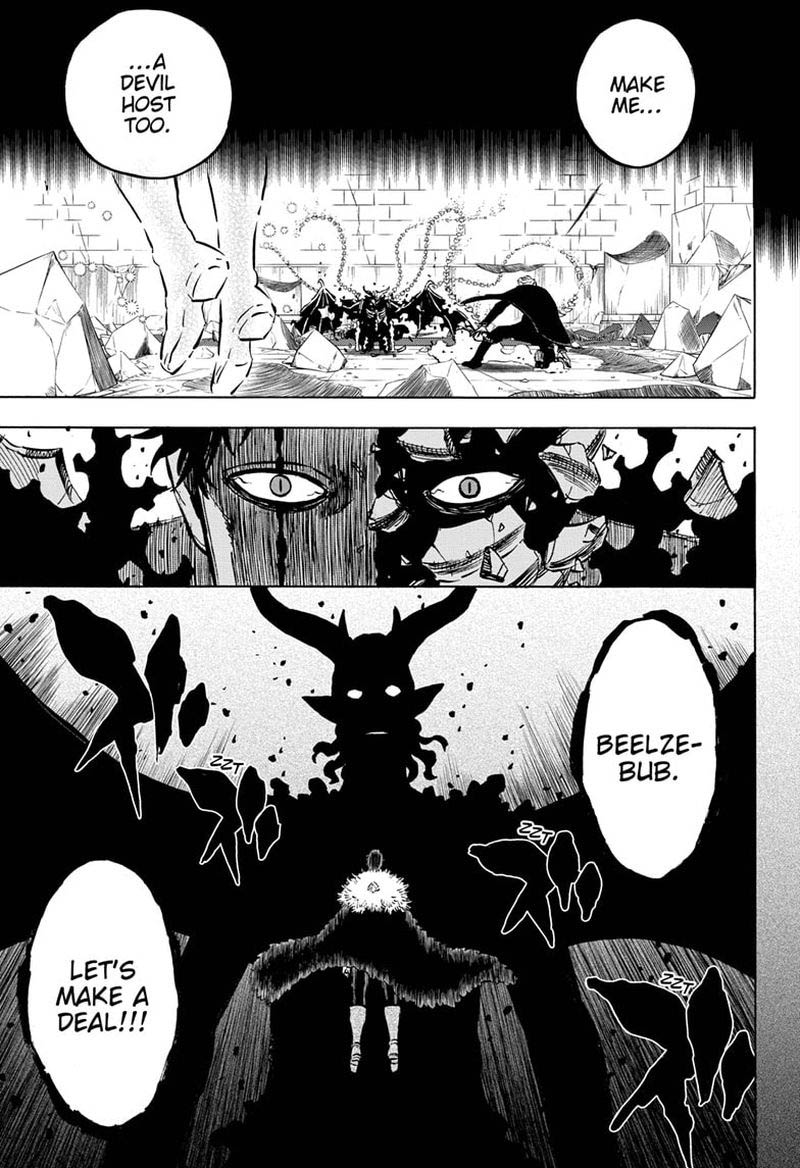 MAKE
ME...
...A
DEVIL
HOST
TOO.
BEELZE-
BUB.
ZZT
ZZT
ZZT
LET'S
MAKE A
DEAL!!!